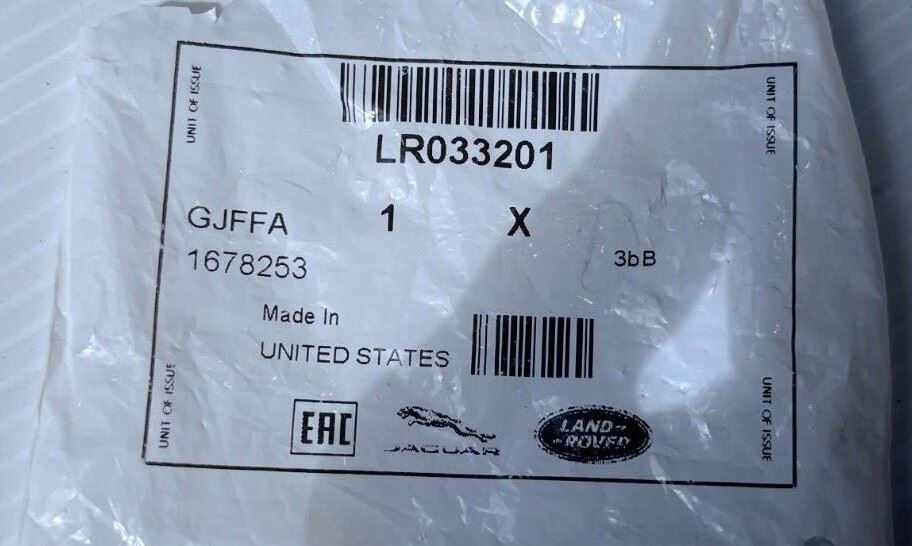 UNIT OF ISSUE
UNIT OF ISSUE
LR033201
GJFFA 1 X
1678253 3bB
Made In
UNITED STATES
UNIT OF ISSUE
UNIT OF ISSUE
EAC
JAGUAR
LAND-
-ROVER